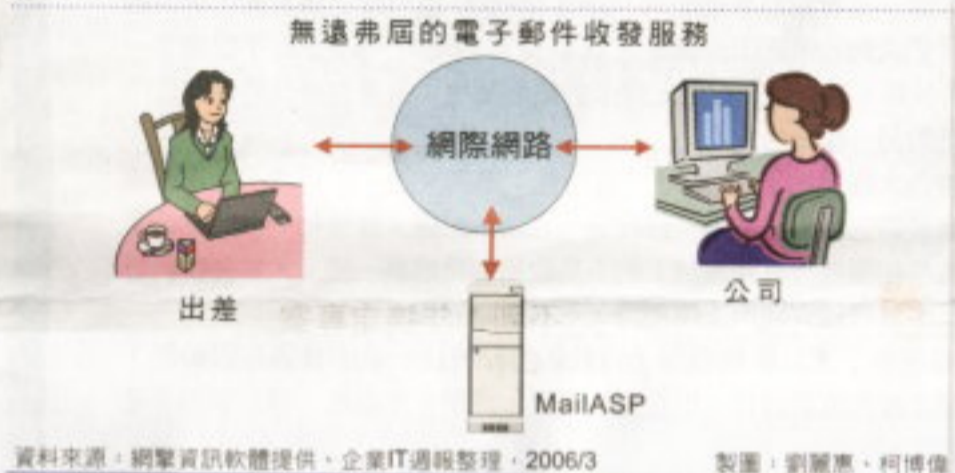 無遠弗屆的電子郵件收發服務
網際網路
出差
公司
MailASP
資料來源：網擎資訊軟體提供、企業IT週報整理，2006/3
製圖：劉麗惠、柯博偉